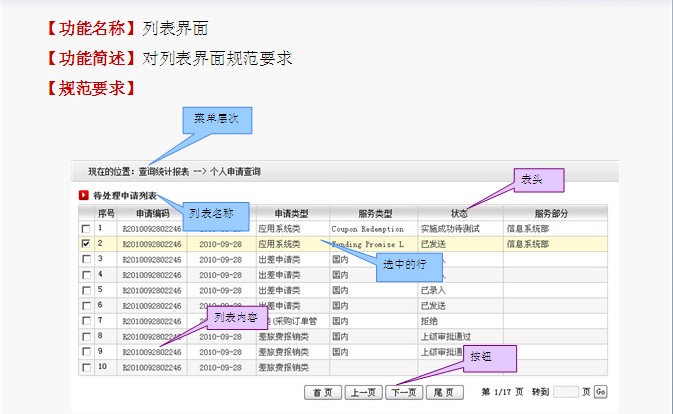 【功能名称】列表界面
【功能简述】对列表界面规范要求
【规范要求】
菜单层次
现在的位置：查询统计报表 --> 个人申请查询
表头
待处理申请列表
列表名称
序号 申请编码 申请类型 服务类型 状态 服务部分
1 R2010092802246 应用系统类 Coupon Redemption 实施成功待测试 信息系统部
2 R2010092802246 2010-09-28 应用系统类 Funding Promise L 已发送 信息系统部
选中的行
3 R2010092802246 2010-09-28 出差申请类 国内
4 R2010092802246 2010-09-28 出差申请类 国内
5 R2010092802246 2010-09-28 出差申请类 国内 已录入
6 R2010092802246 2010-09-28 出差申请类 已发送
列表内容
7 R2010092802246 (采购订单管 国内 拒绝
8 R2010092802246 2010-09-28 差旅费报销类 国内 上级审批通过
按钮
9 R2010092802246 2010-09-28 差旅费报销类 国内 上级审批通
10 R2010092802246 2010-09-28 差旅费报销类
首 页 上一页 下一页 尾 页 第 1/17 页 转到 页 Go